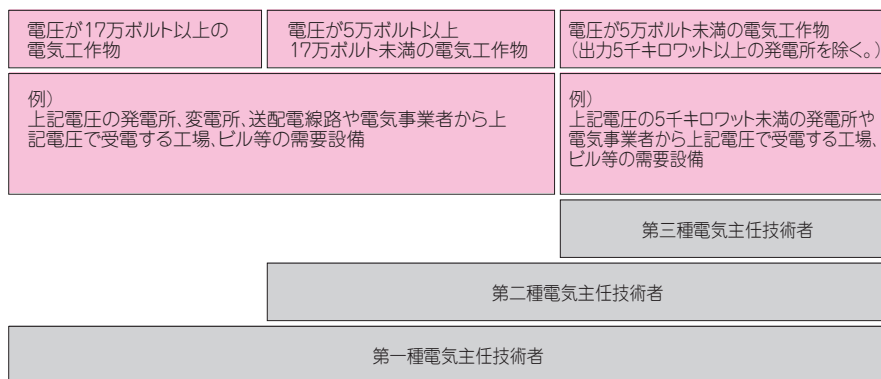 電圧が17万ボルト以上の
電気工作物
電圧が5万ボルト以上
17万ボルト未満の電気工作物
電圧が5万ボルト未満の電気工作物
（出力5千キロワット以上の発電所を除く。）
例）
上記電圧の発電所、変電所、送配電線路や電気事業者から上
記電圧で受電する工場、ビル等の需要設備
例）
上記電圧の5千キロワット未満の発電所や
電気事業者から上記電圧で受電する工場、
ビル等の需要設備
第三種電気主任技術者
第二種電気主任技術者
第一種電気主任技術者